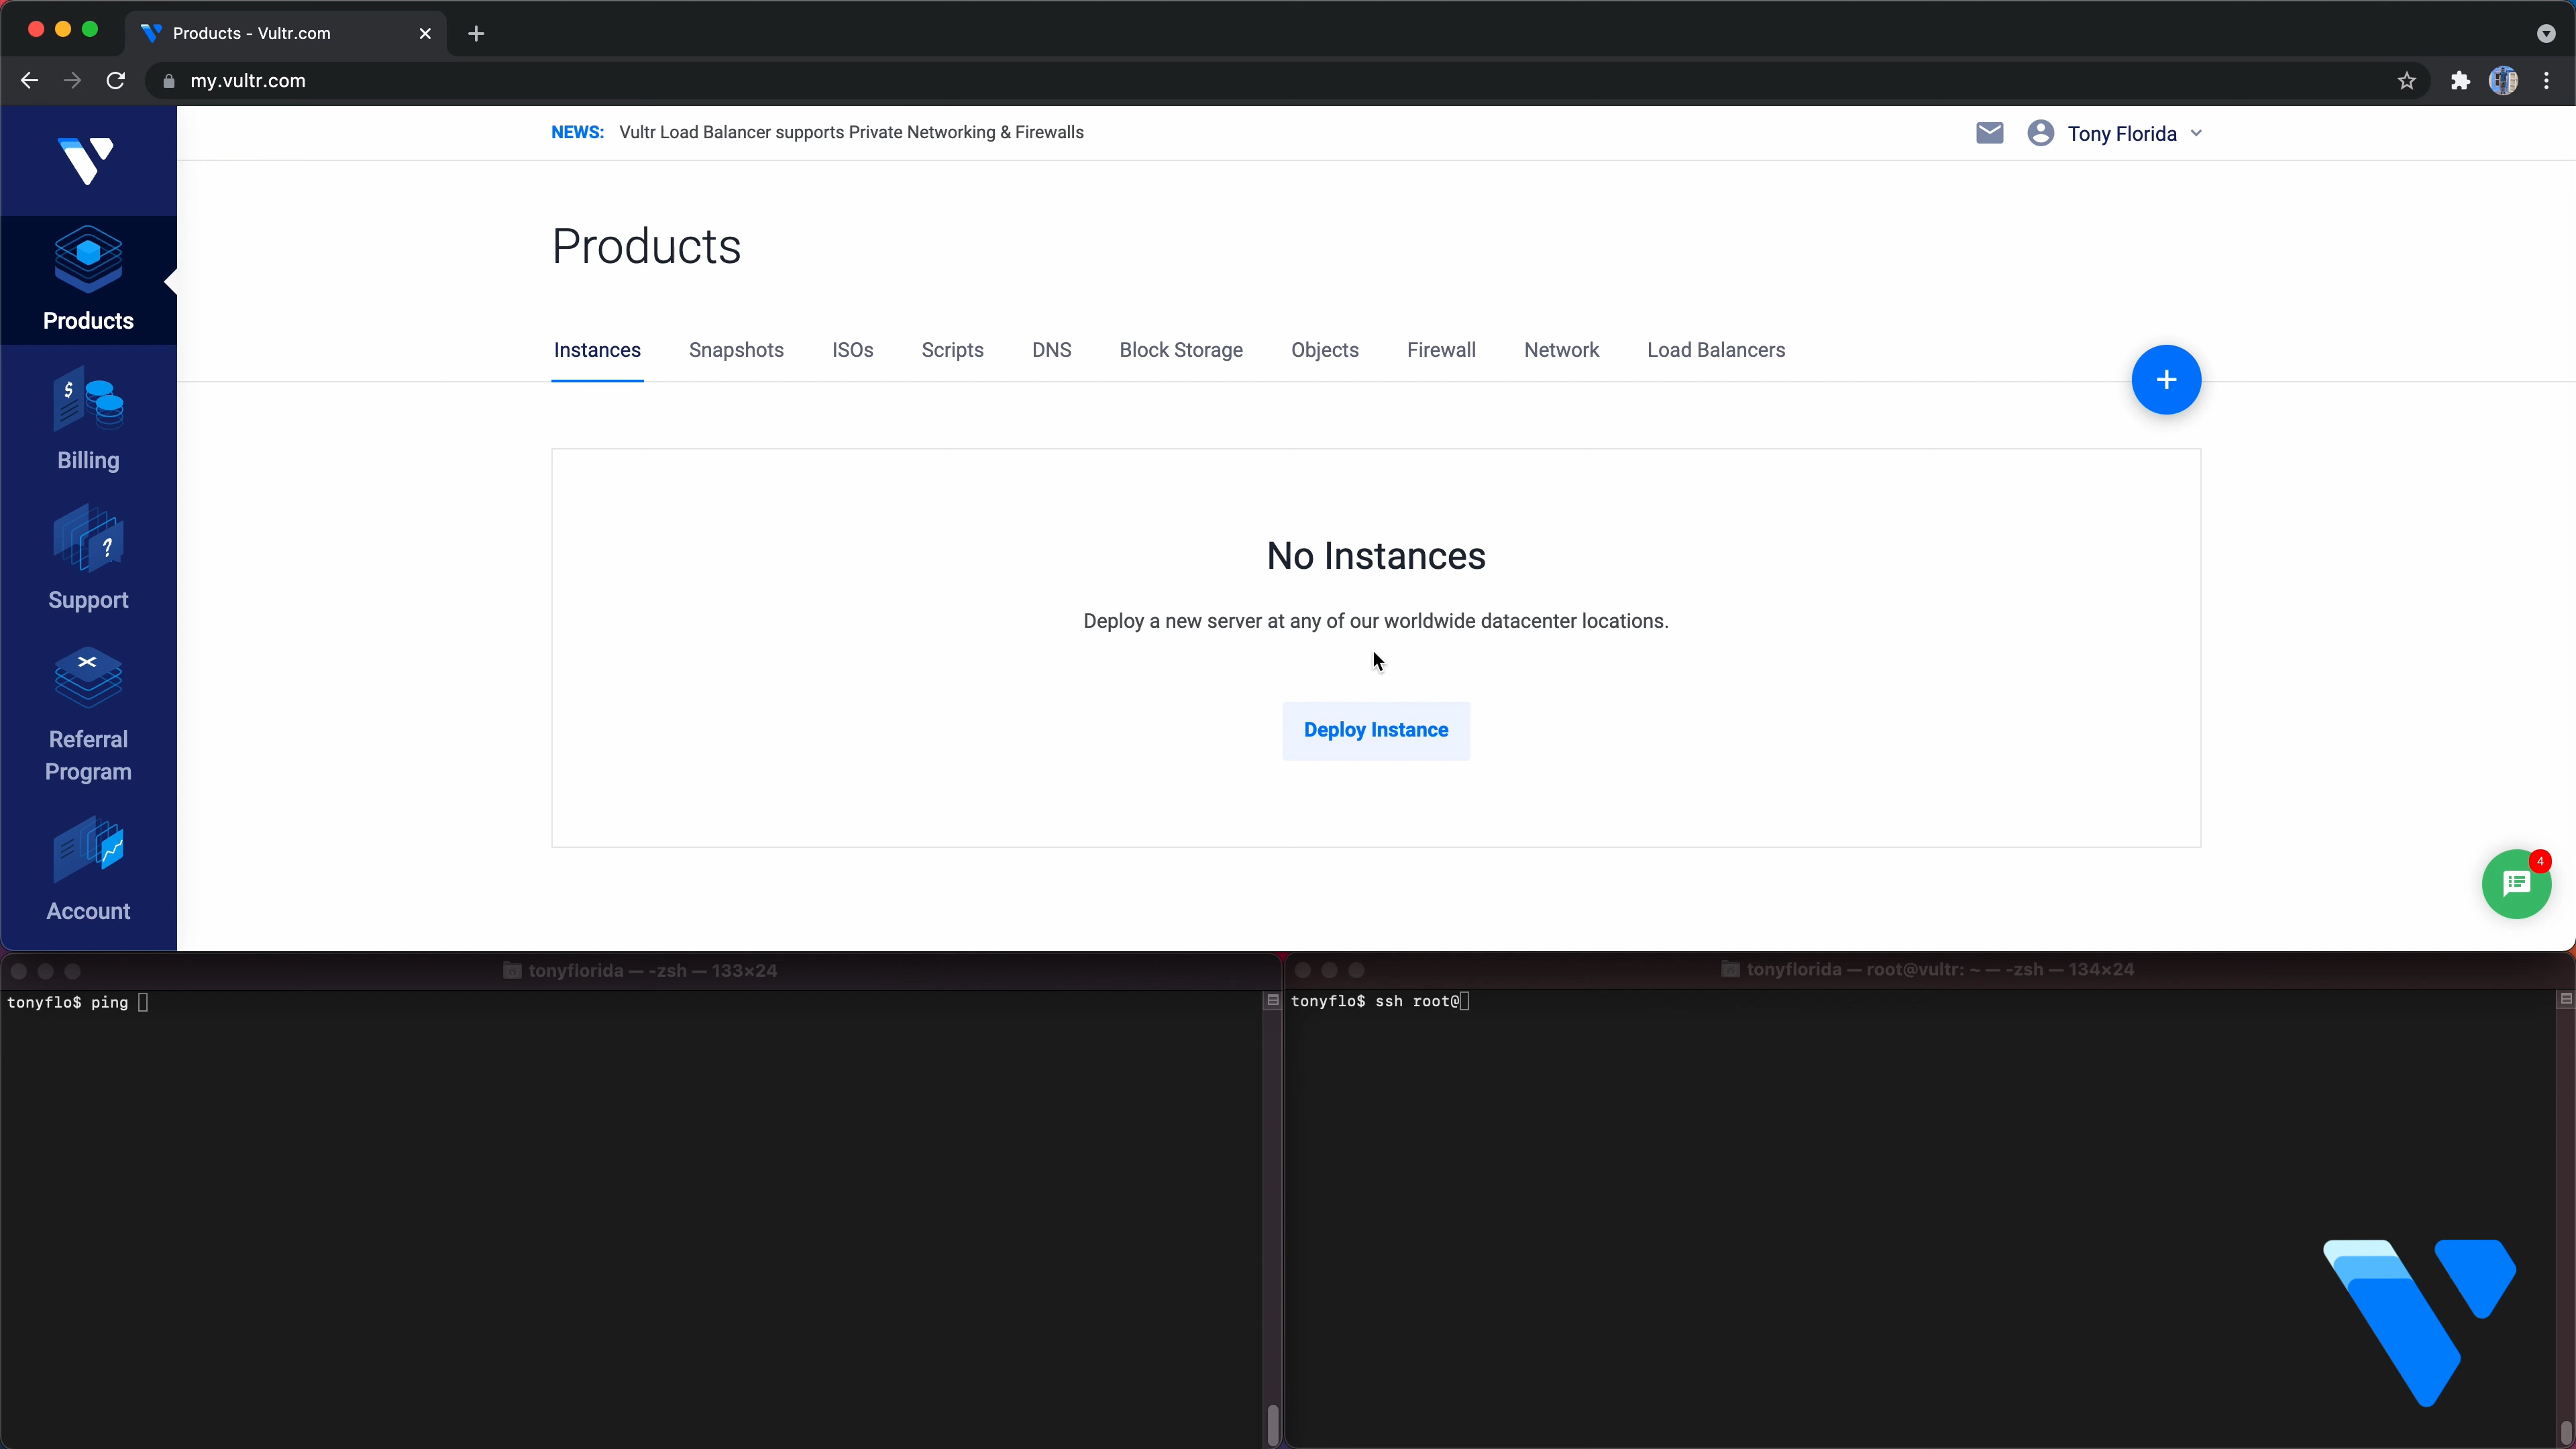 Products - Vultr.com
my.vultr.com
NEWS: Vultr Load Balancer supports Private Networking & Firewalls
Tony Florida
Products
Billing
Support
Referral
Program
Account
Products
Instances Snapshots ISOs Scripts DNS Block Storage Objects Firewall Network Load Balancers
+
No Instances
Deploy a new server at any of our worldwide datacenter locations.
Deploy Instance
4
tonyflorida — -zsh — 133×24
tonyflo$ ping
tonyflorida — root@vultr: ~ — -zsh — 134×24
tonyflo$ ssh root@